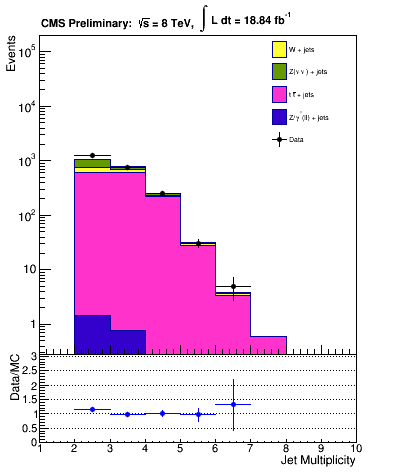 CMS Preliminary: √s = 8 TeV, ∫ L dt = 18.84 fb⁻¹
Events
10⁵
10⁴
10³
10²
10
1
W + jets
Z(νν) + jets
t t̄ + jets
Z/γ*(ll) + jets
Data
Data/MC
3
2.5
2
1.5
1
0.5
0
1 2 3 4 5 6 7 8 9 10
Jet Multiplicity